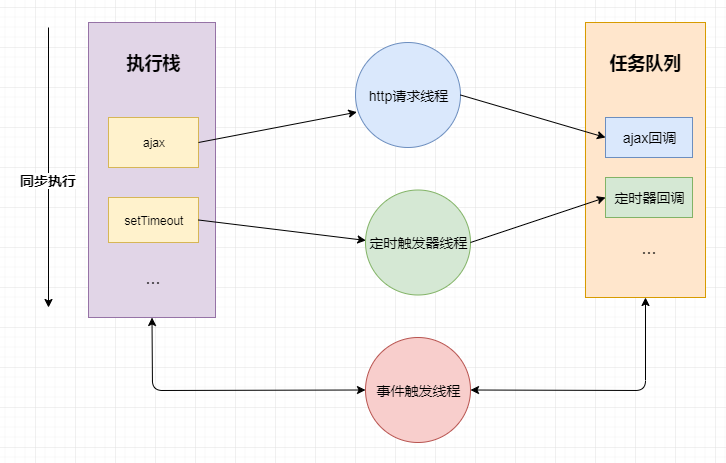 执行栈
任务队列
http请求线程
ajax
ajax回调
同步执行
定时器回调
setTimeout
定时触发器线程
...
...
事件触发线程